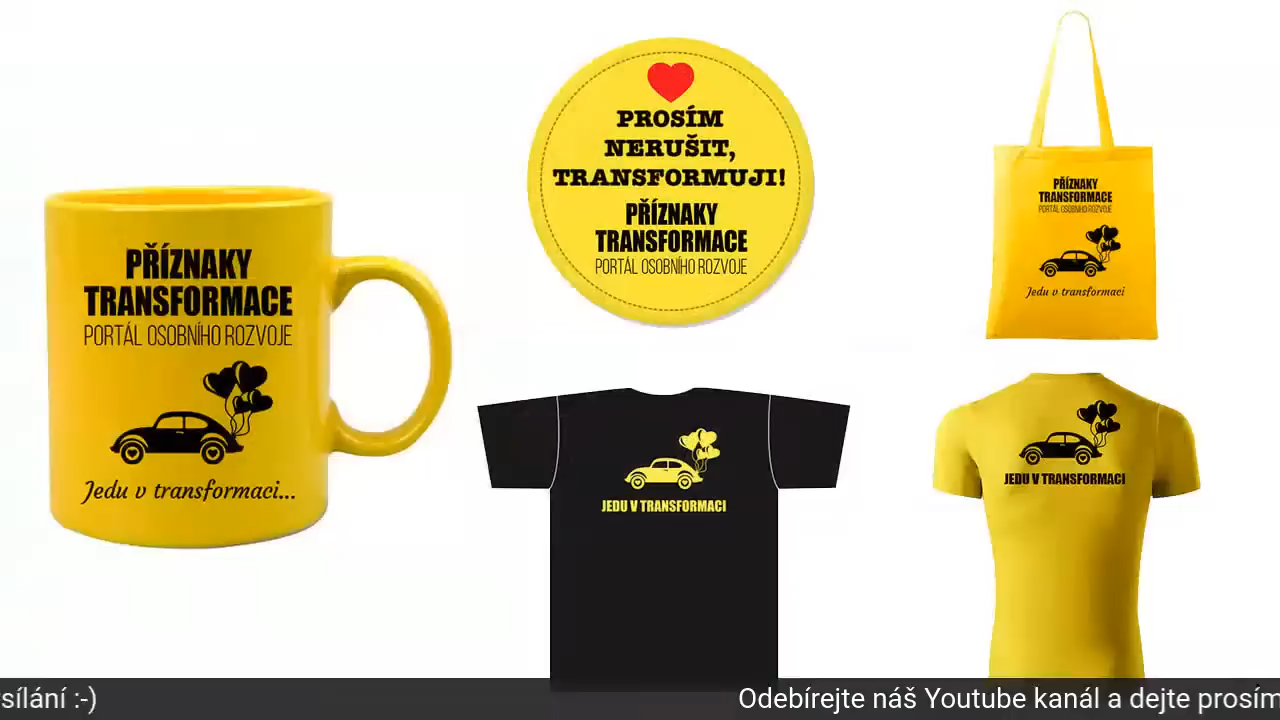 PŘÍZNAKY
TRANSFORMACE
PORTÁL OSOBNÍHO ROZVOJE
Jedu v transformaci...
PROSÍM
NERUŠIT,
TRANSFORMUJI!
PŘÍZNAKY
TRANSFORMACE
PORTÁL OSOBNÍHO ROZVOJE
PŘÍZNAKY
TRANSFORMACE
PORTÁL OSOBNÍHO ROZVOJE
Jedu v transformaci
JEDU V TRANSFORMACI
JEDU V TRANSFORMACI
sílání :-)
Odebírejte náš Youtube kanál a dejte prosím